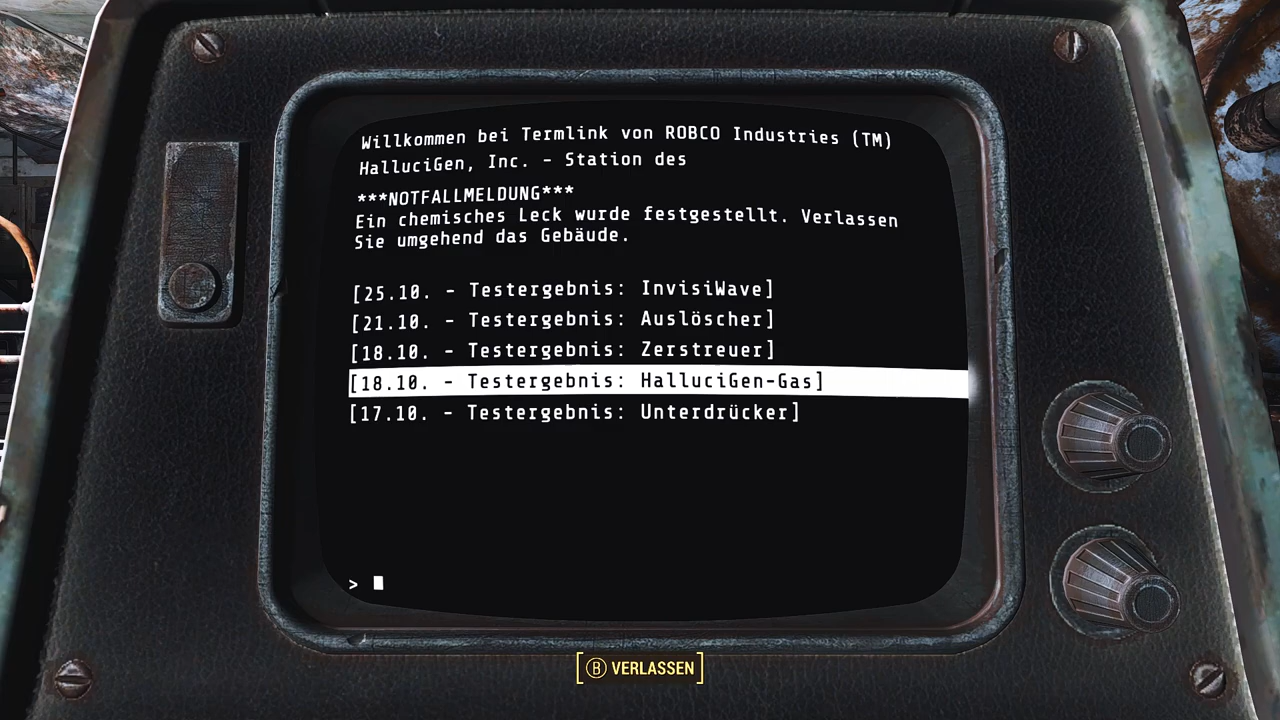 Willkommen bei Termlink von ROBCO Industries (TM)
HalluciGen, Inc. - Station des
***NOTFALLMELDUNG***
Ein chemisches Leck wurde festgestellt. Verlassen
Sie umgehend das Gebäude.
[25.10. - Testergebnis: InvisiWave]
[21.10. - Testergebnis: Auslöscher]
[18.10. - Testergebnis: Zerstreuer]
[18.10. - Testergebnis: HalluciGen-Gas]
[17.10. - Testergebnis: Unterdrücker]
>
[Ⓑ VERLASSEN]